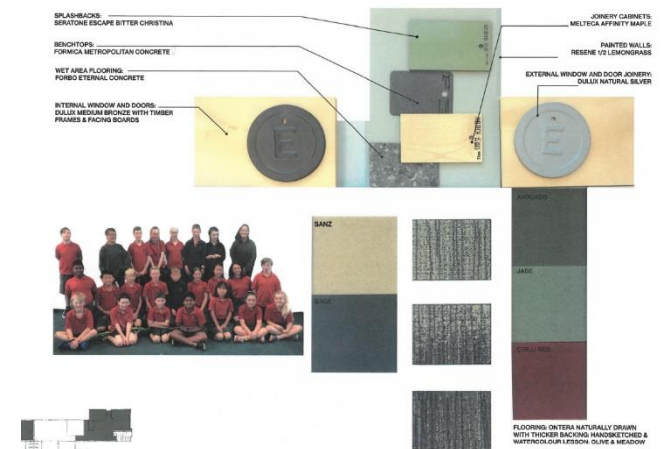 SPLASHBACKS:
SERATONE ESCAPE BITTER CHRISTINA
BENCHTOPS:
FORMICA METROPOLITAN CONCRETE
WET AREA FLOORING:
FORBO ETERNAL CONCRETE
INTERNAL WINDOW AND DOORS:
DULUX MEDIUM BRONZE WITH TIMBER
FRAMES & FACING BOARDS
JOINERY CABINETS:
MELTECA AFFINITY MAPLE
PAINTED WALLS:
RESENE 1/2 LEMONGRASS
EXTERNAL WINDOW AND DOOR JOINERY:
DULUX NATURAL SILVER
E
E
SANZ
SAGE
AVOCADO
JADE
CHILLI RED
FLOORING: ONTERA NATURALLY DRAWN
WITH THICKER BACKING: HANDSKETCHED &
WATERCOLOUR LESSON: OLIVE & MEADOW